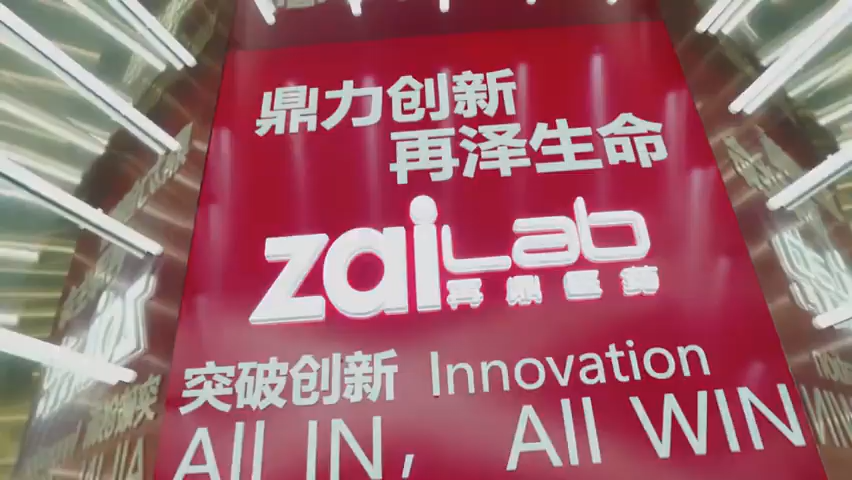 鼎力创新
再泽生命
zaiLab
再鼎医药
突破创新 Innovation
All IN, All WIN